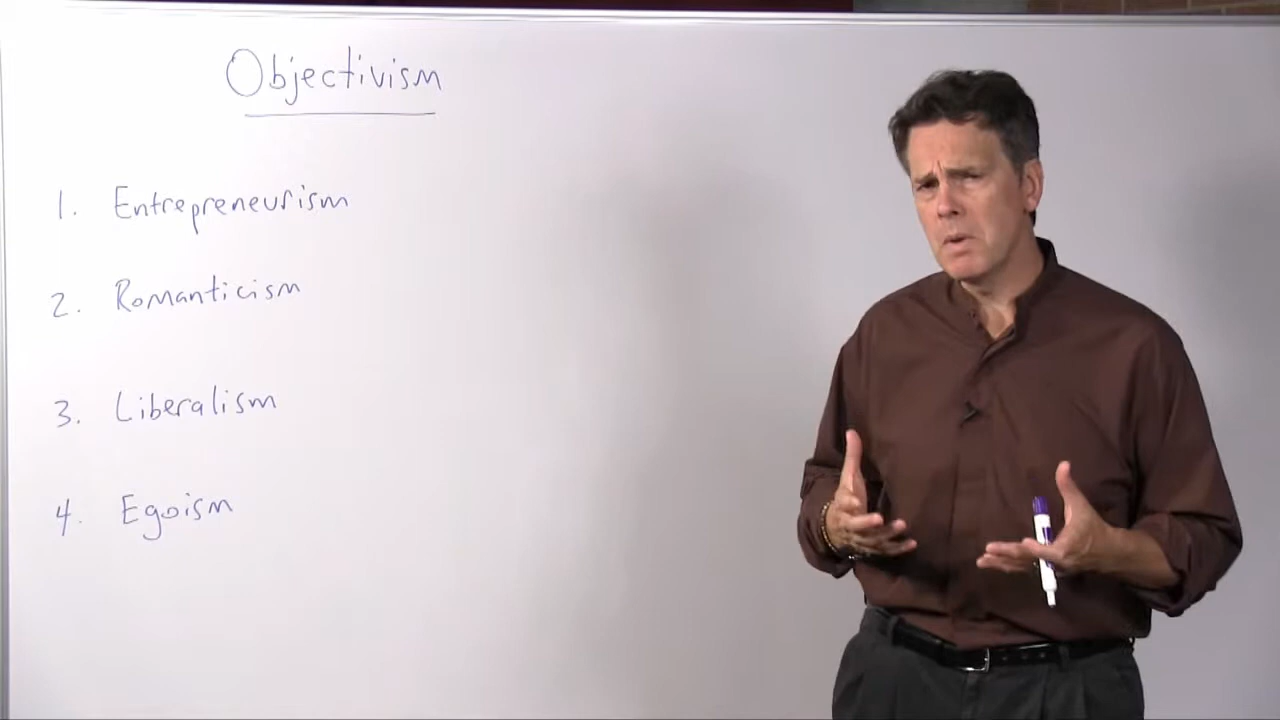 Objectivism
1. Entrepreneurism
2. Romanticism
3. Liberalism
4. Egoism